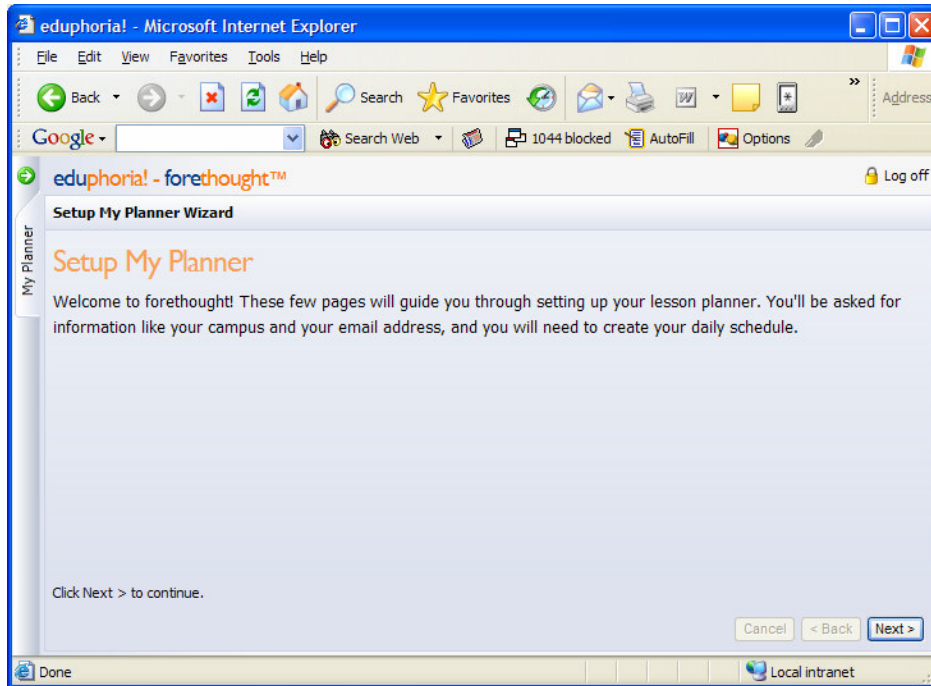 eduphoria! - Microsoft Internet Explorer
File Edit View Favorites Tools Help
Back Search Favorites W * » Address
Google Search Web 1044 blocked AutoFill Options
eduphoria! - forethought™ Log off
My Planner
Setup My Planner Wizard
Setup My Planner
Welcome to forethought! These few pages will guide you through setting up your lesson planner. You'll be asked for
information like your campus and your email address, and you will need to create your daily schedule.
Click Next > to continue.
Cancel < Back Next >
Done Local intranet